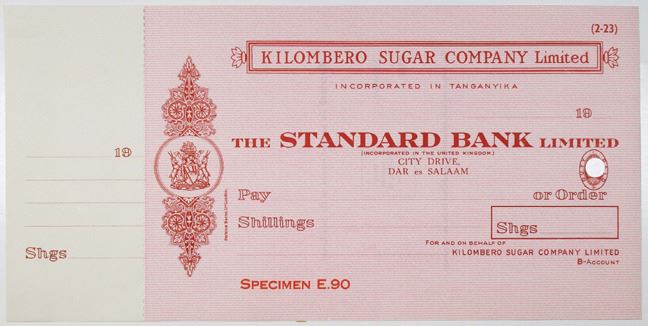 (2-23)
KILOMBERO SUGAR COMPANY Limited
INCORPORATED IN TANGANYIKA
19
19
THE STANDARD BANK LIMITED
(INCORPORATED IN THE UNITED KINGDOM.)
CITY DRIVE,
DAR es SALAAM
Pay
or Order
Shillings
Shgs
Shgs
FOR AND ON BEHALF OF
KILOMBERO SUGAR COMPANY LIMITED
B-ACCOUNT
SPECIMEN E.90